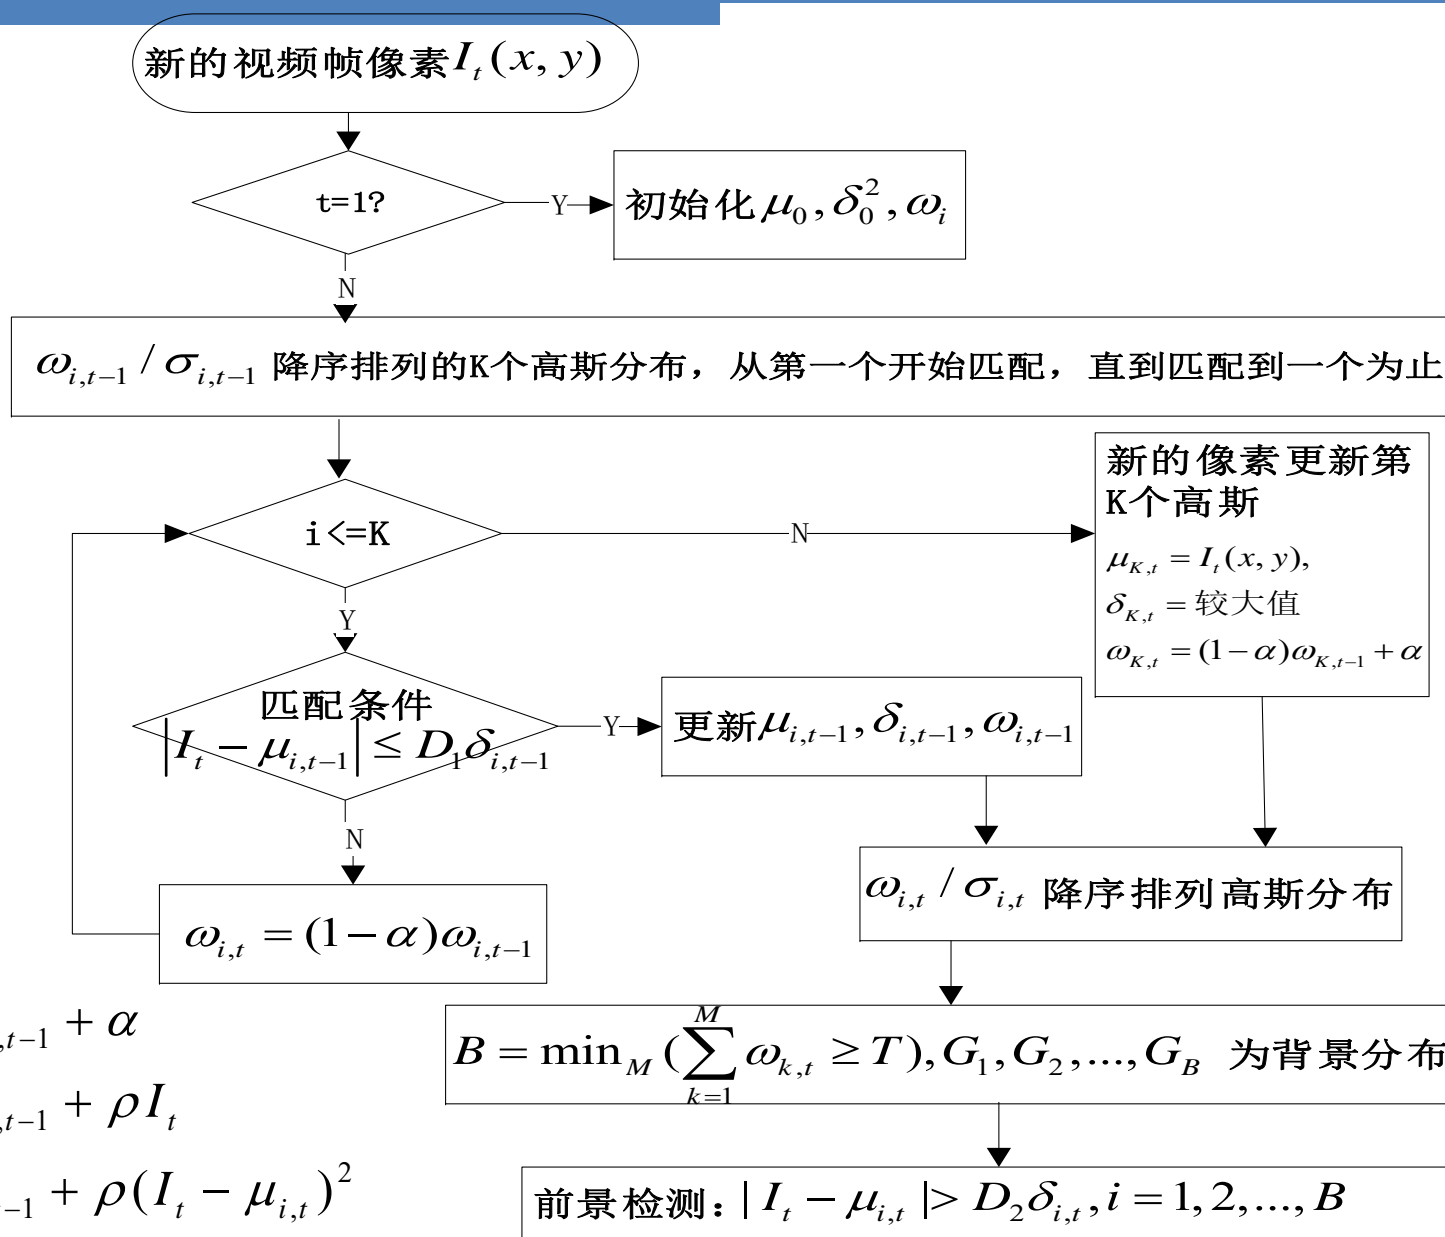 新的视频帧像素 I_t(x, y)
t=1?
Y
初始化 μ_0, δ_0^2, ω_i
N
ω_{i,t-1} / σ_{i,t-1} 降序排列的K个高斯分布，从第一个开始匹配，直到匹配到一个为止
i<=K
N
新的像素更新第
K个高斯
μ_{K,t} = I_t(x, y),
δ_{K,t} = 较大值
ω_{K,t} = (1-α)ω_{K,t-1} + α
Y
匹配条件
|I_t - μ_{i,t-1}| ≤ D_1δ_{i,t-1}
Y
更新μ_{i,t-1}, δ_{i,t-1}, ω_{i,t-1}
N
ω_{i,t} = (1-α)ω_{i,t-1}
ω_{i,t} / σ_{i,t} 降序排列高斯分布
B = min_M (∑_{k=1}^{M} ω_{k,t} ≥ T), G_1, G_2, ..., G_B 为背景分布
前景检测: | I_t - μ_{i,t} |> D_2δ_{i,t}, i = 1, 2, ..., B
,t-1 + α
,t-1 + ρI_t
-1 + ρ(I_t - μ_{i,t})^2